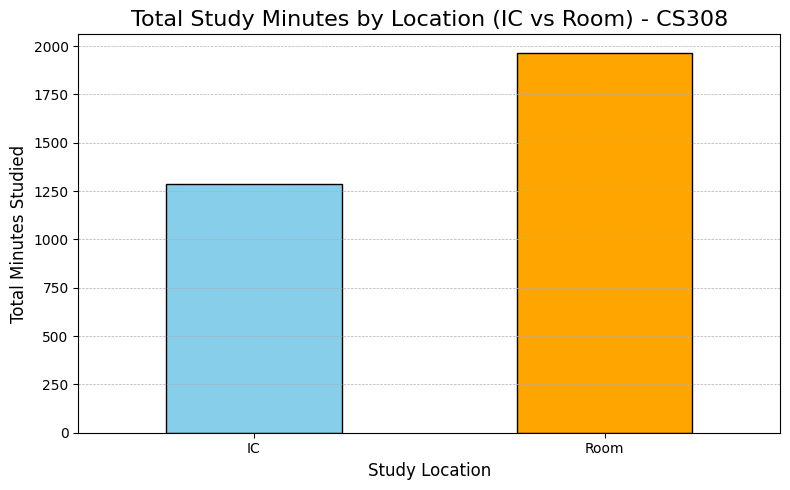 Total Study Minutes by Location (IC vs Room) - CS308
Total Minutes Studied
2000
1750
1500
1250
1000
750
500
250
0
IC
Room
Study Location